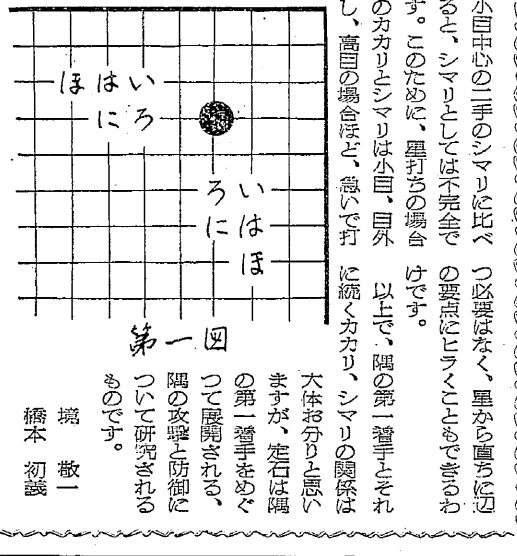 小目中心の二手のシマリに比べ
ると、シマリとしては不完全で
す。このために、星打ちの場合
のカカリとシマリは小目、目外
し、高目の場合ほど、急いで打
ほ は い
に ろ
ろ い
に は
ほ
第一図
つ必要はなく、星から直ちに辺
の要点にヒラくこともできるわ
けです。
以上で、隅の第一着手とそれ
に続くカカリ、シマリの関係は
大体お分りと思い
ますが、定石は隅
の第一着手をめぐ
って展開される、
隅の攻撃と防御に
ついて研究される
ものです。
境 敬一
橋本 初義